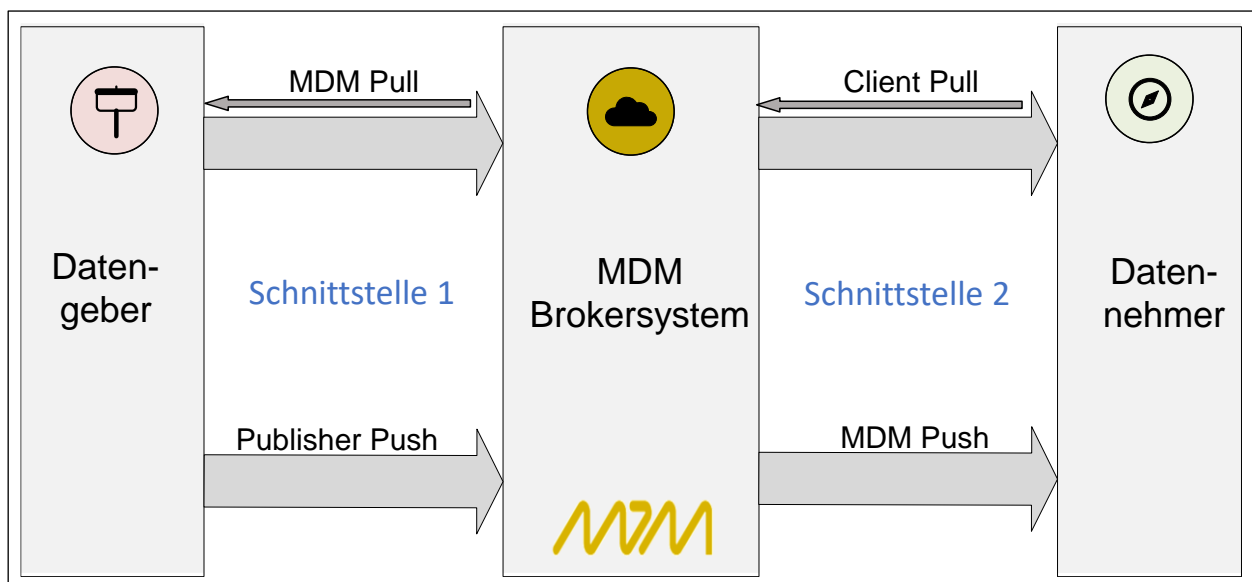 MDM Pull
Client Pull
Daten-
geber
Schnittstelle 1
MDM
Brokersystem
Schnittstelle 2
Daten-
nehmer
Publisher Push
MDM Push
MDM